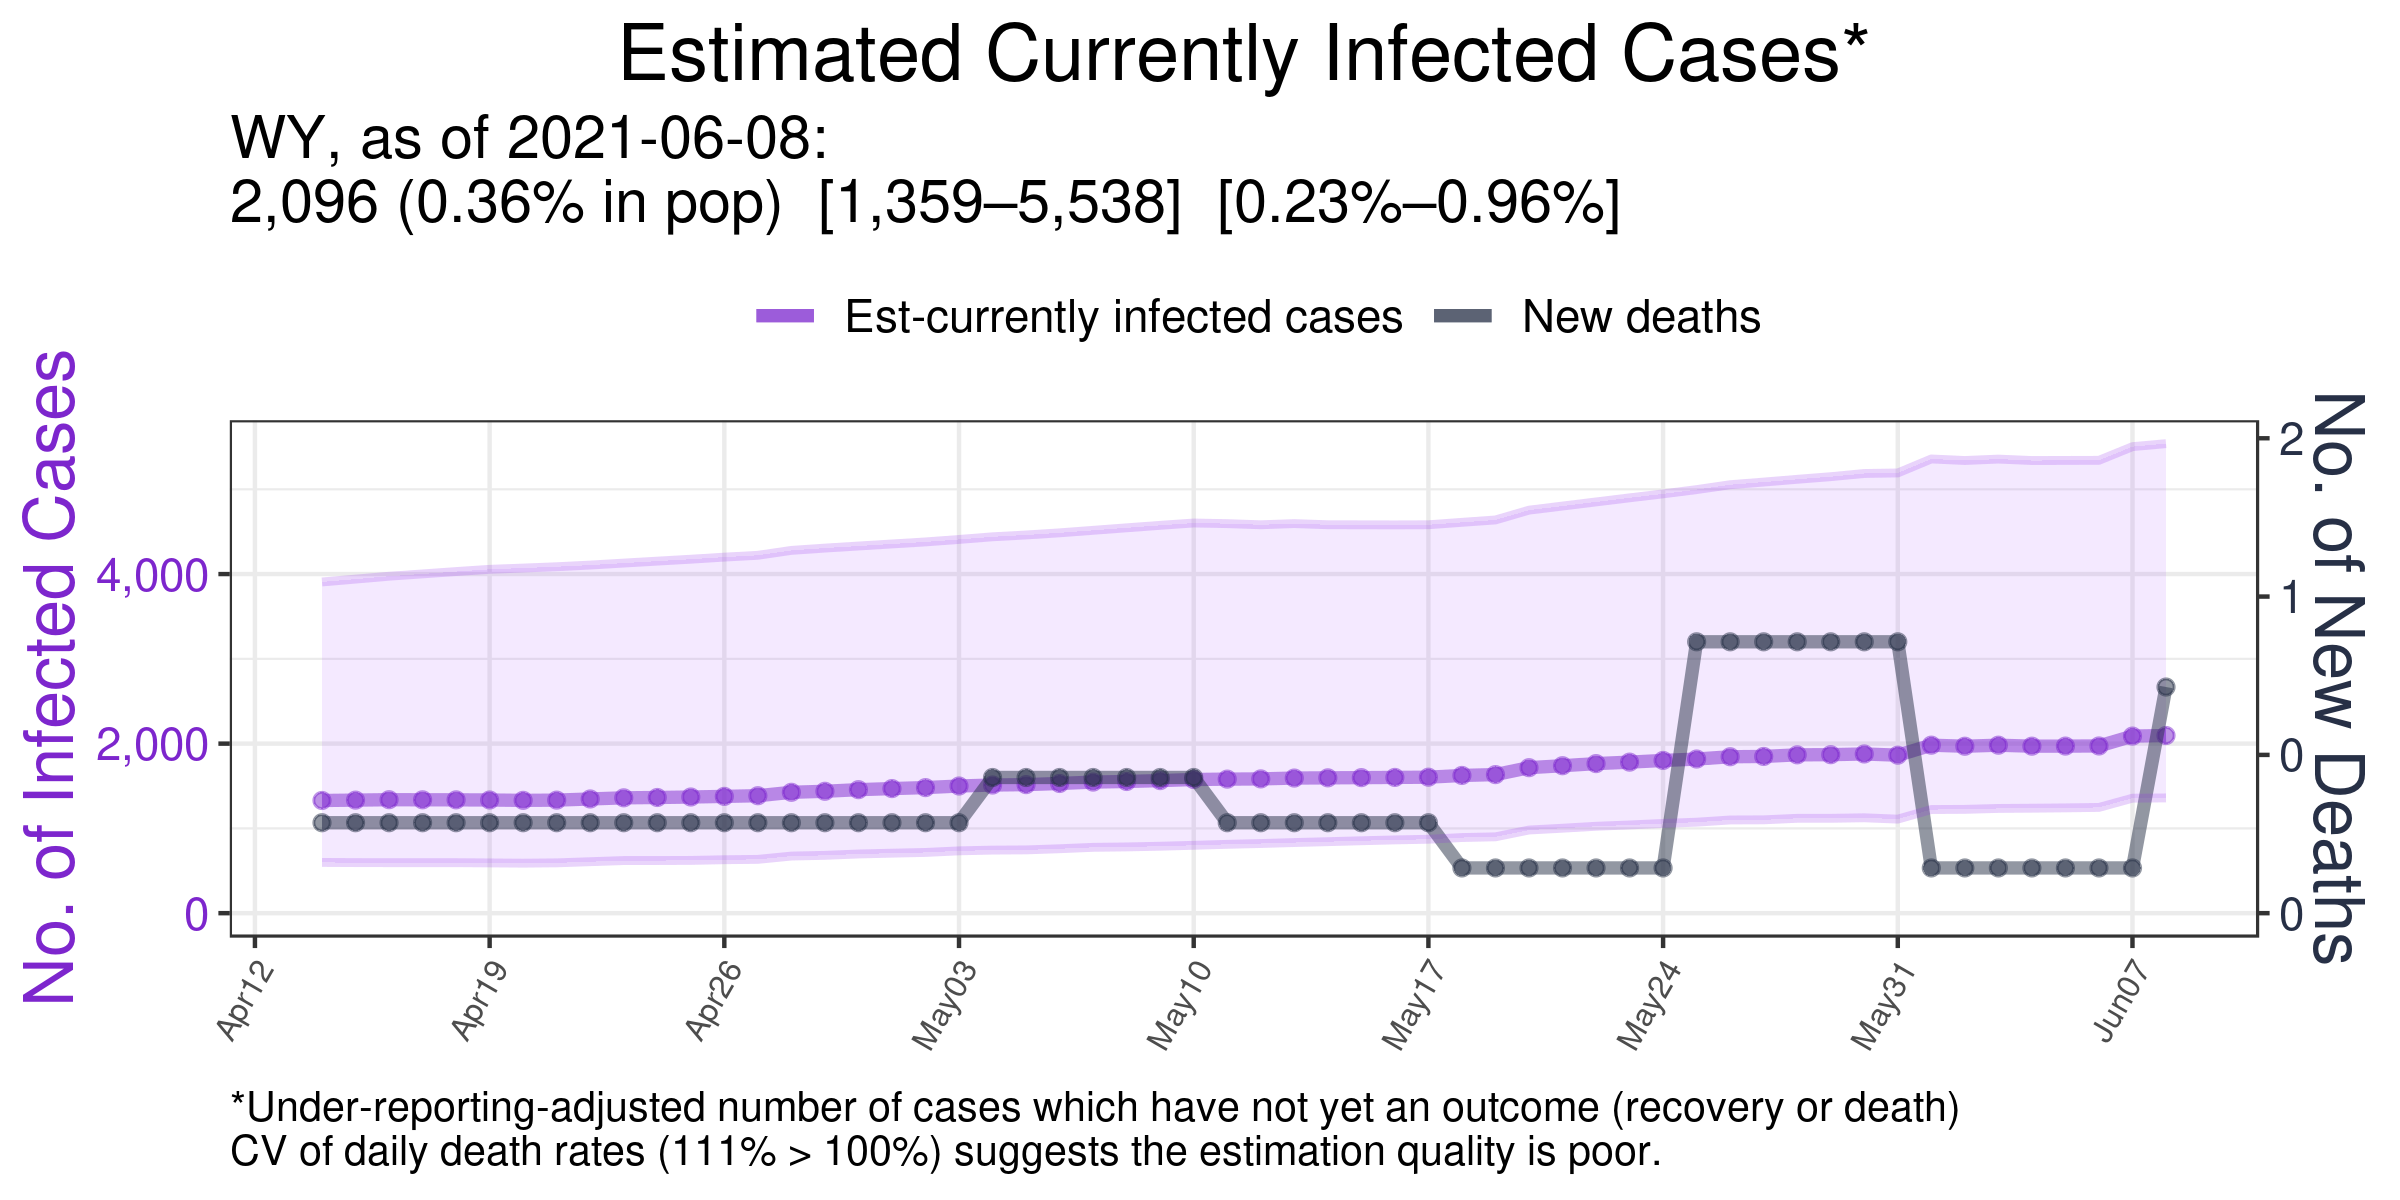 Estimated Currently Infected Cases*
WY, as of 2021-06-08:
2,096 (0.36% in pop)  [1,359–5,538]  [0.23%–0.96%]
Est-currently infected cases
New deaths
No. of Infected Cases
4,000
2,000
0
2
1
0
0
No. of New Deaths
Apr12
Apr19
Apr26
May03
May10
May17
May24
May31
Jun07
*Under-reporting-adjusted number of cases which have not yet an outcome (recovery or death)
CV of daily death rates (111% > 100%) suggests the estimation quality is poor.